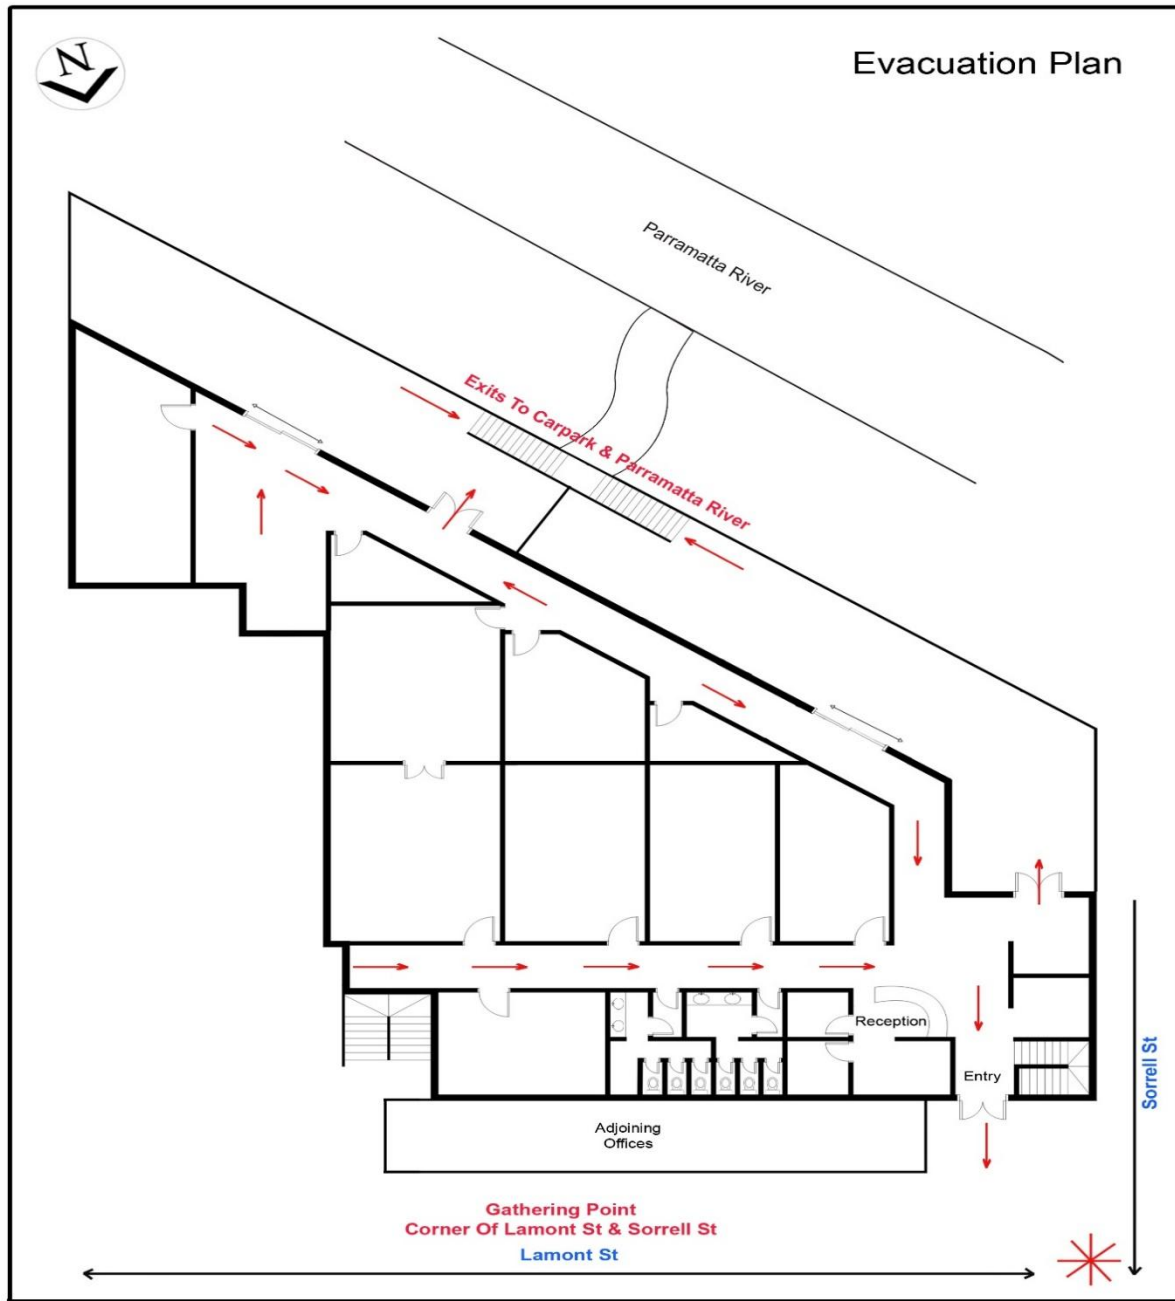 N
Evacuation Plan
Parramatta River
Exits To Carpark & Parramatta River
Reception
Entry
Sorrell St
Adjoining
Offices
Gathering Point
Corner Of Lamont St & Sorrell St
Lamont St